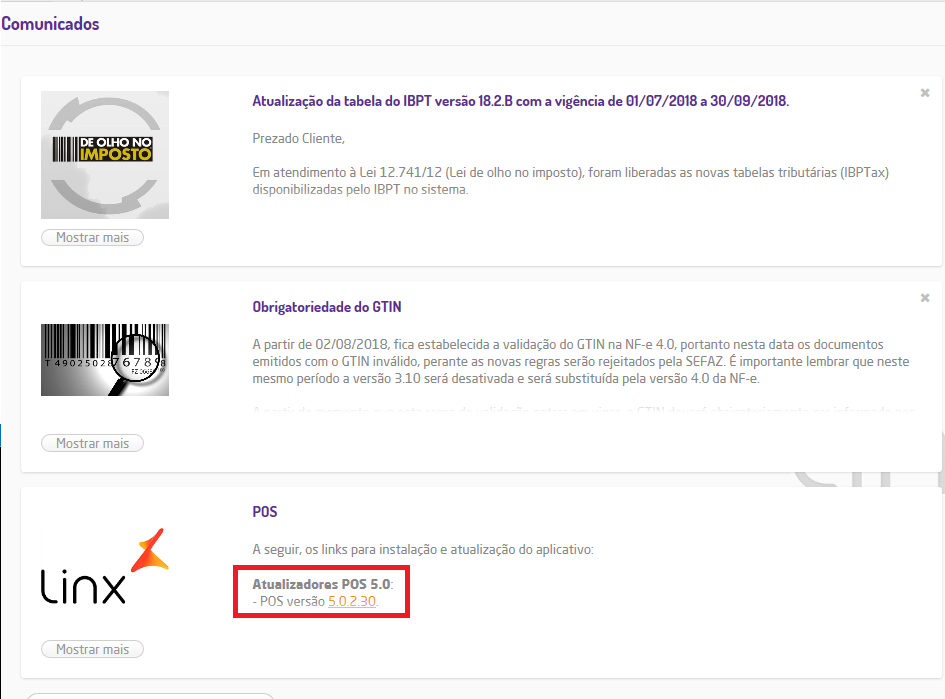 Comunicados
Atualização da tabela do IBPT versão 18.2.B com a vigência de 01/07/2018 a 30/09/2018.
DE OLHO NO
IMPOSTO
Prezado Cliente,
Em atendimento à Lei 12.741/12 (Lei de olho no imposto), foram liberadas as novas tabelas tributárias (IBPTax)
disponibilizadas pelo IBPT no sistema.
Mostrar mais
Obrigatoriedade do GTIN
A partir de 02/08/2018, fica estabelecida a validação do GTIN na NF-e 4.0, portanto nesta data os documentos
emitidos com o GTIN inválido, perante as novas regras serão rejeitados pela SEFAZ. É importante lembrar que neste
mesmo período a versão 3.10 será desativada e será substituída pela versão 4.0 da NF-e.
Mostrar mais
POS
A seguir, os links para instalação e atualização do aplicativo:
Linx
Atualizadores POS 5.0:
- POS versão 5.0.2.30.
Mostrar mais